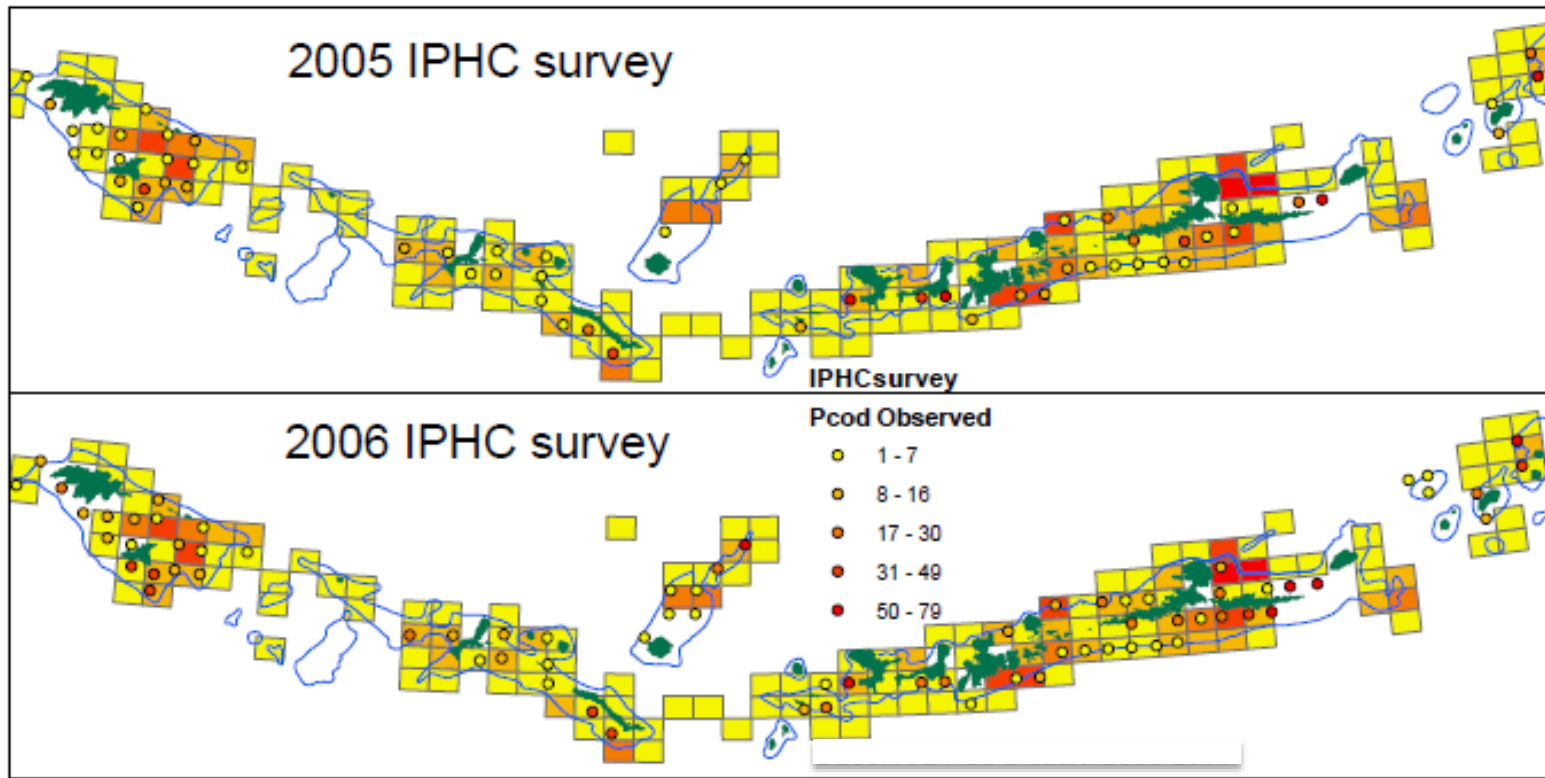 2005 IPHC survey
IPHCsurvey
2006 IPHC survey
Pcod Observed
1 - 7
8 - 16
17 - 30
31 - 49
50 - 79